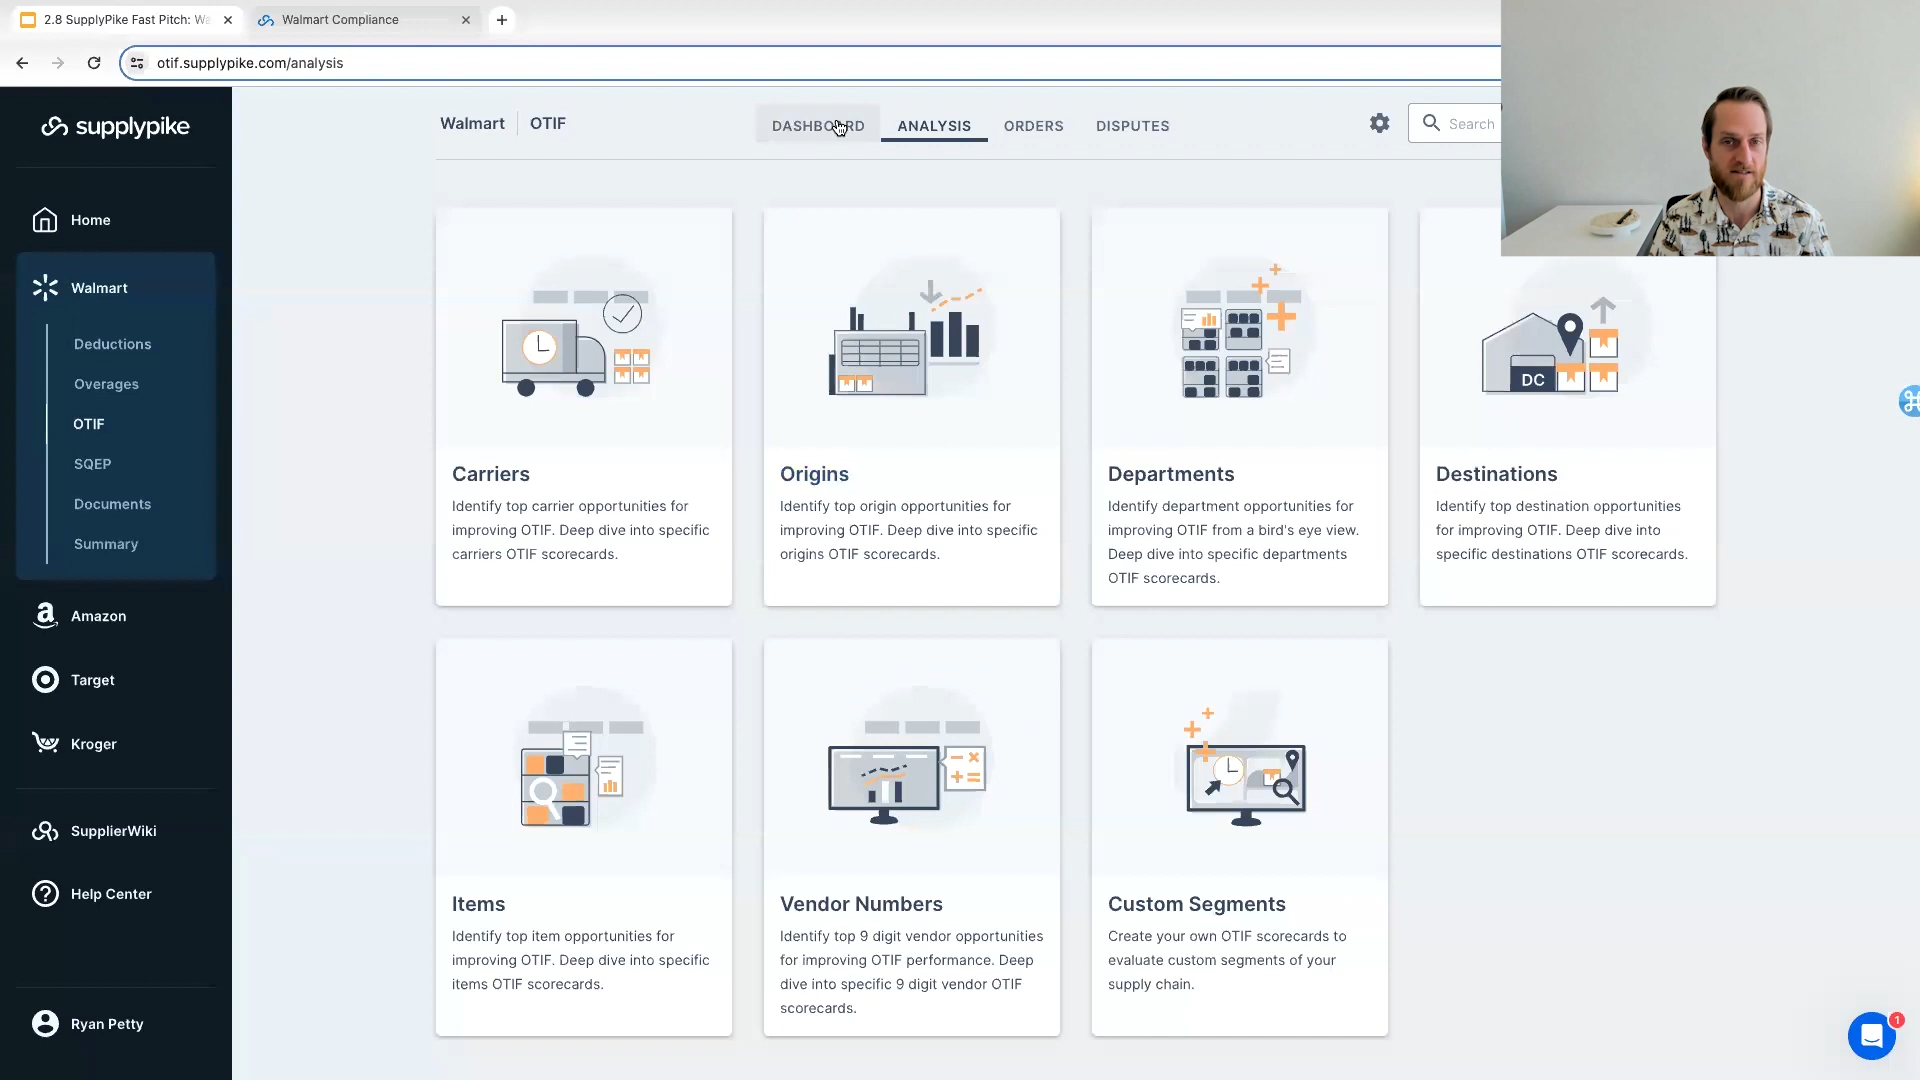 2.8 SupplyPike Fast Pitch: Wa
Walmart Compliance
otif.supplypike.com/analysis
supplypike
Home
Walmart
Deductions
Overages
OTIF
SQEP
Documents
Summary
Amazon
Target
Kroger
SupplierWiki
Help Center
Ryan Petty
Walmart
OTIF
DASHBOARD
ANALYSIS
ORDERS
DISPUTES
Search
Carriers
Identify top carrier opportunities for
improving OTIF. Deep dive into specific
carriers OTIF scorecards.
Origins
Identify top origin opportunities for
improving OTIF. Deep dive into specific
origins OTIF scorecards.
Departments
Identify department opportunities for
improving OTIF from a bird's eye view.
Deep dive into specific departments
OTIF scorecards.
DC
Destinations
Identify top destination opportunities
for improving OTIF. Deep dive into
specific destinations OTIF scorecards.
Items
Identify top item opportunities for
improving OTIF. Deep dive into specific
items OTIF scorecards.
Vendor Numbers
Identify top 9 digit vendor opportunities
for improving OTIF performance. Deep
dive into specific 9 digit vendor OTIF
scorecards.
Custom Segments
Create your own OTIF scorecards to
evaluate custom segments of your
supply chain.
1